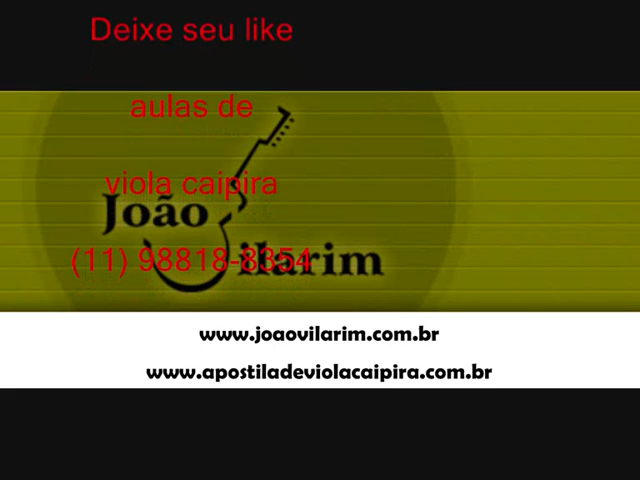 Deixe seu like
aulas de
viola caipira
João
(11) 98818-8354
Vilarim
www.joaovilarim.com.br
www.apostiladeviolacaipira.com.br